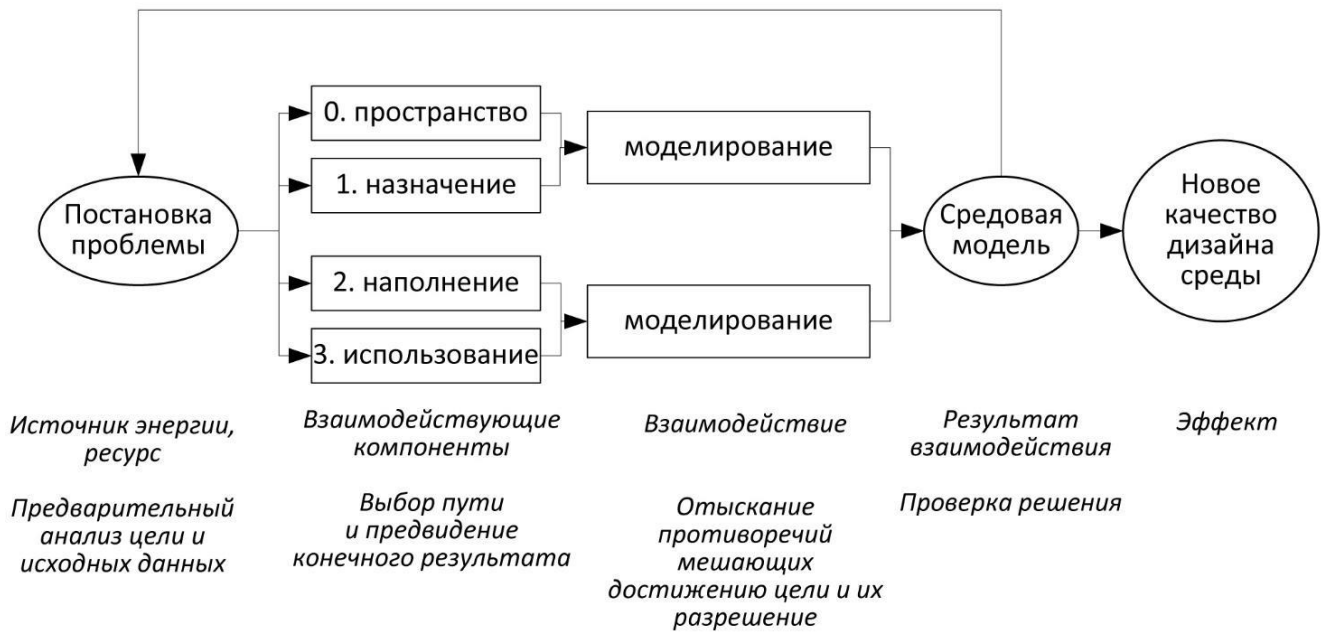 Постановка
проблемы
0. пространство
1. назначение
2. наполнение
3. использование
моделирование
моделирование
Средовая
модель
Новое
качество
дизайна
среды
Источник энергии,
ресурс
Взаимодействующие
компоненты
Взаимодействие
Результат
взаимодействия
Эффект
Предварительный
анализ цели и
исходных данных
Выбор пути
и предвидение
конечного результата
Отыскание
противоречий
мешающих
достижению цели и их
разрешение
Проверка решения